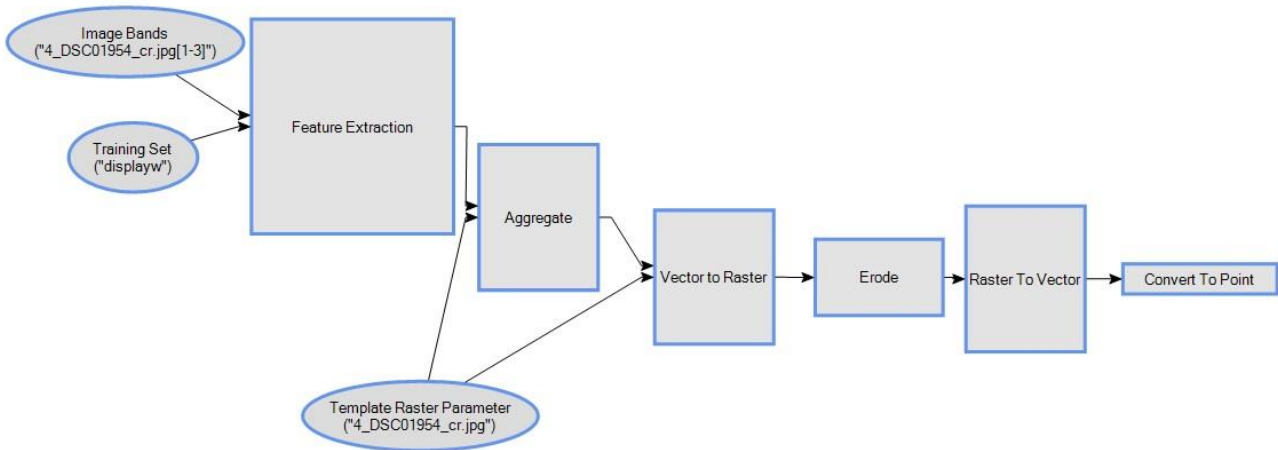 Image Bands
("4_DSC01954_cr.jpg[1-3]")
Feature Extraction
Training Set
("displayw")
Aggregate
Vector to Raster
Erode
Raster To Vector
Convert To Point
Template Raster Parameter
("4_DSC01954_cr.jpg")